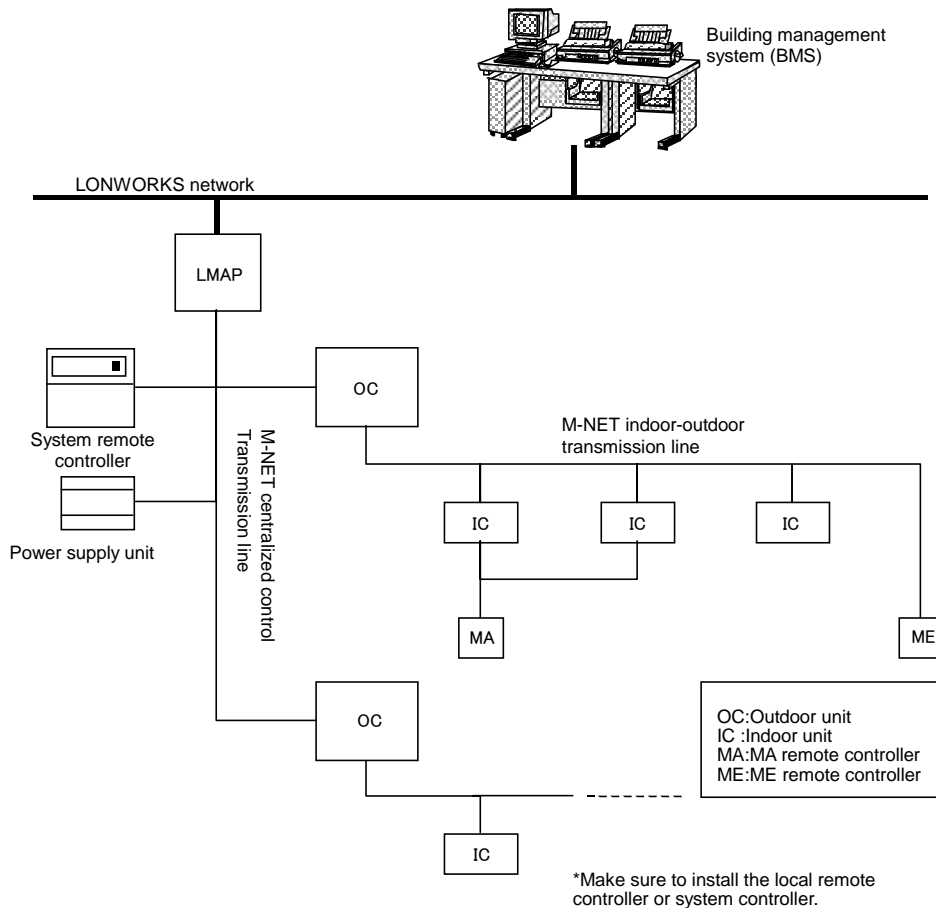 Building management
system (BMS)
LONWORKS network
LMAP
OC
System remote
controller
M-NET centralized control
Transmission line
M-NET indoor-outdoor
transmission line
IC
IC
IC
Power supply unit
MA
ME
OC
OC:Outdoor unit
IC :Indoor unit
MA:MA remote controller
ME:ME remote controller
IC
*Make sure to install the local remote
controller or system controller.